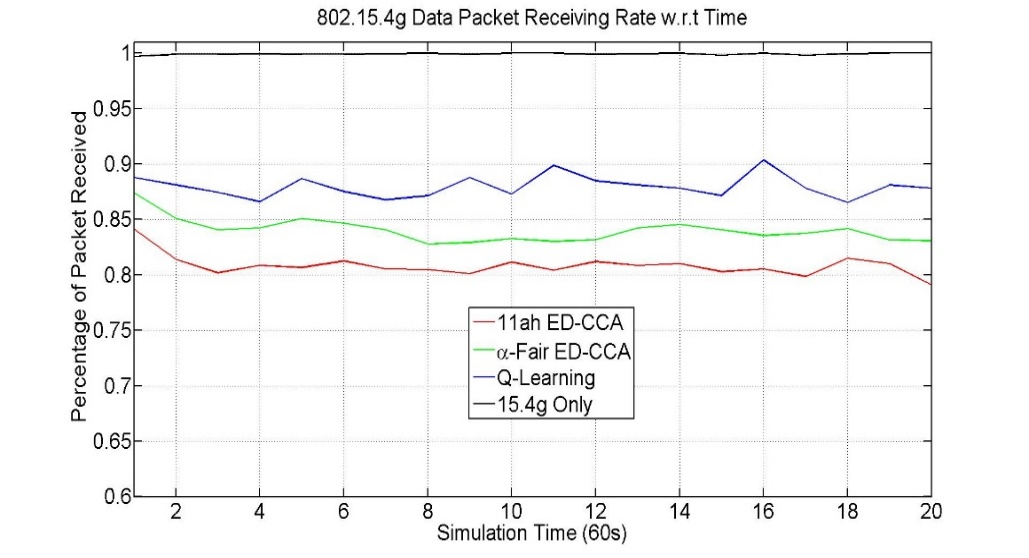 802.15.4g Data Packet Receiving Rate w.r.t Time
Percentage of Packet Received
1
0.95
0.9
0.85
0.8
0.75
0.7
0.65
0.6
11ah ED-CCA
α-Fair ED-CCA
Q-Learning
15.4g Only
2 4 6 8 10 12 14 16 18 20
Simulation Time (60s)